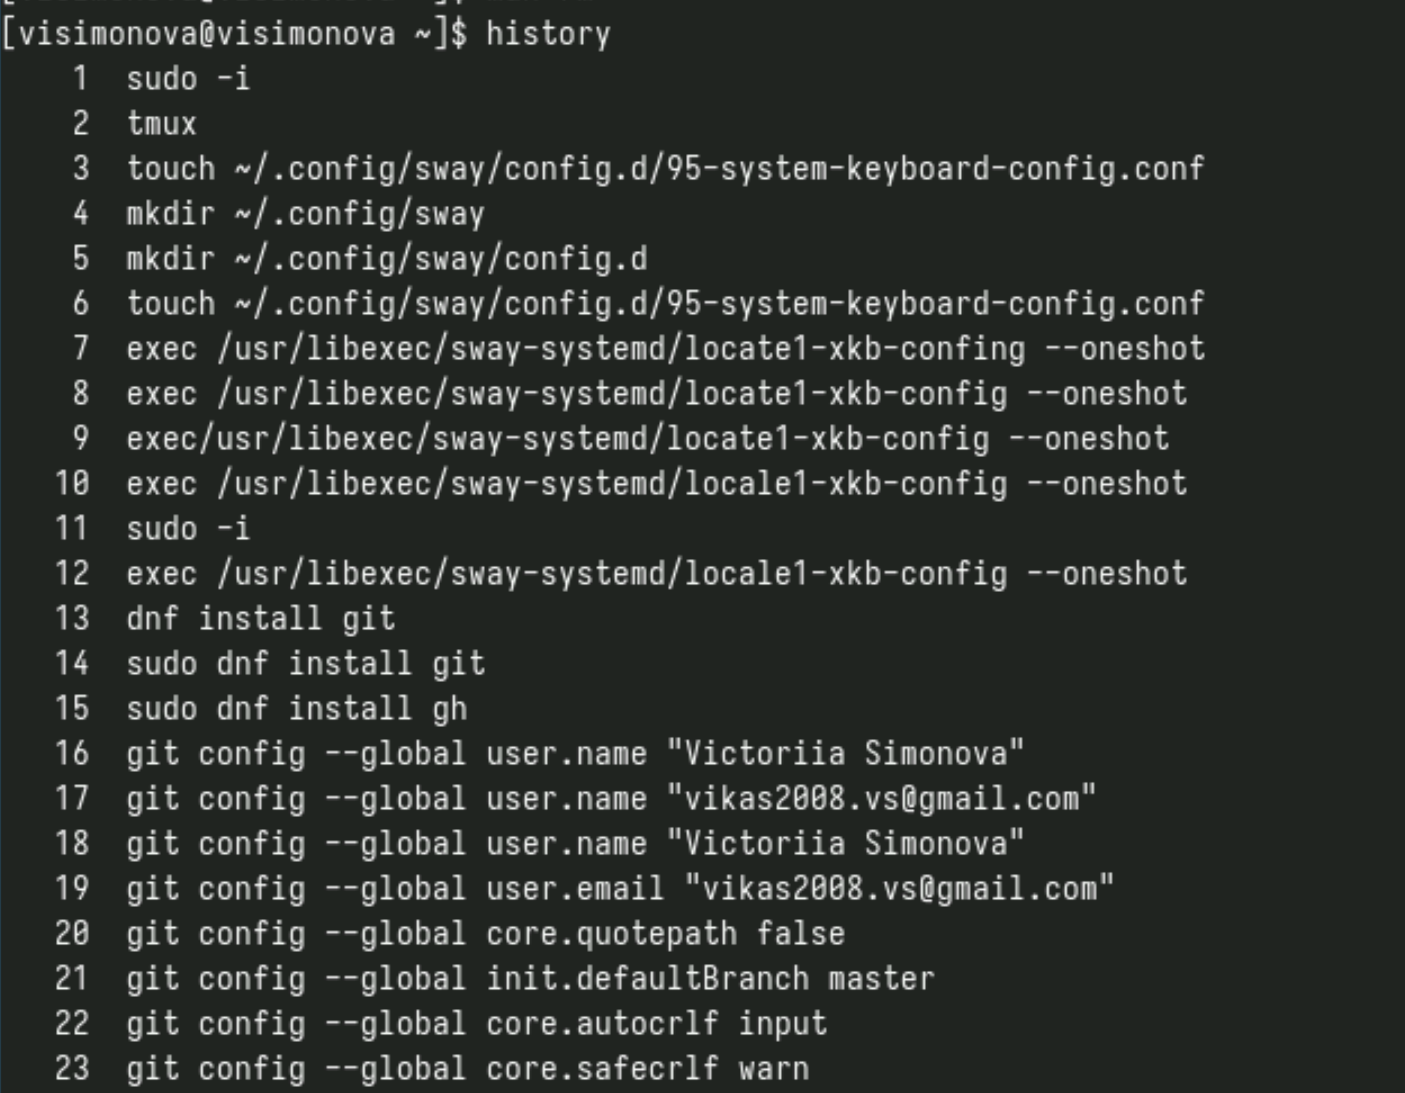 [visimonova@visimonova ~]$ history
1 sudo -i
2 tmux
3 touch ~/.config/sway/config.d/95-system-keyboard-config.conf
4 mkdir ~/.config/sway
5 mkdir ~/.config/sway/config.d
6 touch ~/.config/sway/config.d/95-system-keyboard-config.conf
7 exec /usr/libexec/sway-systemd/locate1-xkb-confing --oneshot
8 exec /usr/libexec/sway-systemd/locate1-xkb-config --oneshot
9 exec/usr/libexec/sway-systemd/locate1-xkb-config --oneshot
10 exec /usr/libexec/sway-systemd/locale1-xkb-config --oneshot
11 sudo -i
12 exec /usr/libexec/sway-systemd/locale1-xkb-config --oneshot
13 dnf install git
14 sudo dnf install git
15 sudo dnf install gh
16 git config --global user.name "Victoriia Simonova"
17 git config --global user.name "vikas2008.vs@gmail.com"
18 git config --global user.name "Victoriia Simonova"
19 git config --global user.email "vikas2008.vs@gmail.com"
20 git config --global core.quotepath false
21 git config --global init.defaultBranch master
22 git config --global core.autocrlf input
23 git config --global core.safecrlf warn